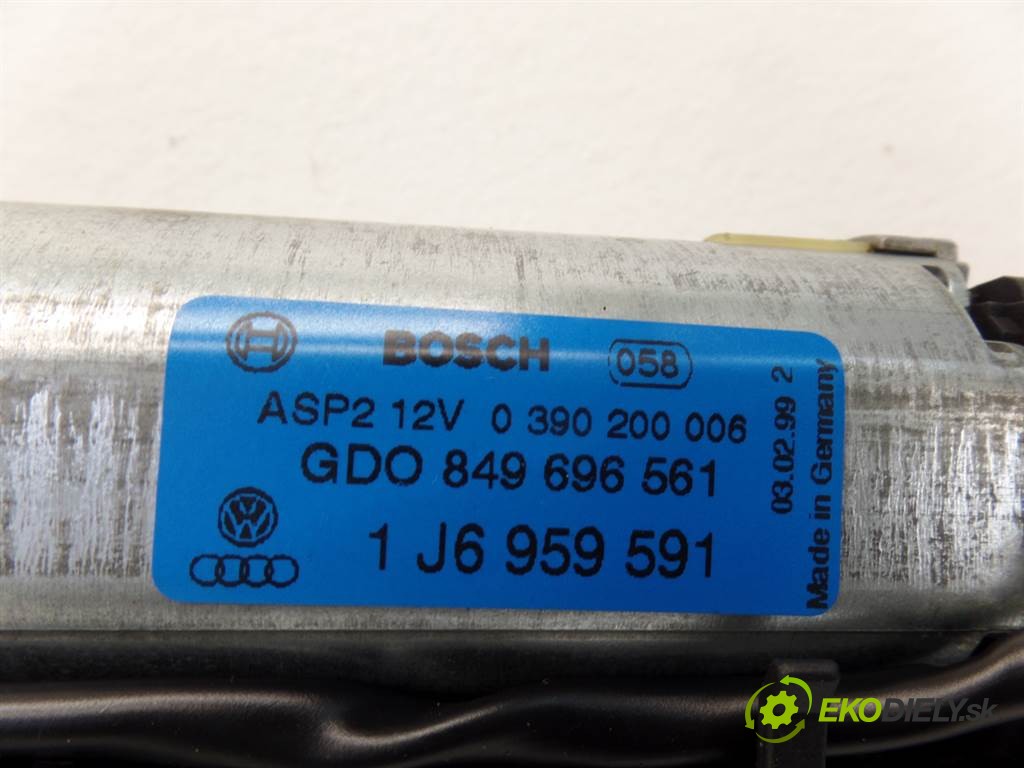 BOSCH 058
ASP2 12V 0 390 200 006
GDO 849 696 561
1 J6 959 591
03.02.99 2
Made in Germany
EKODIELY.sk